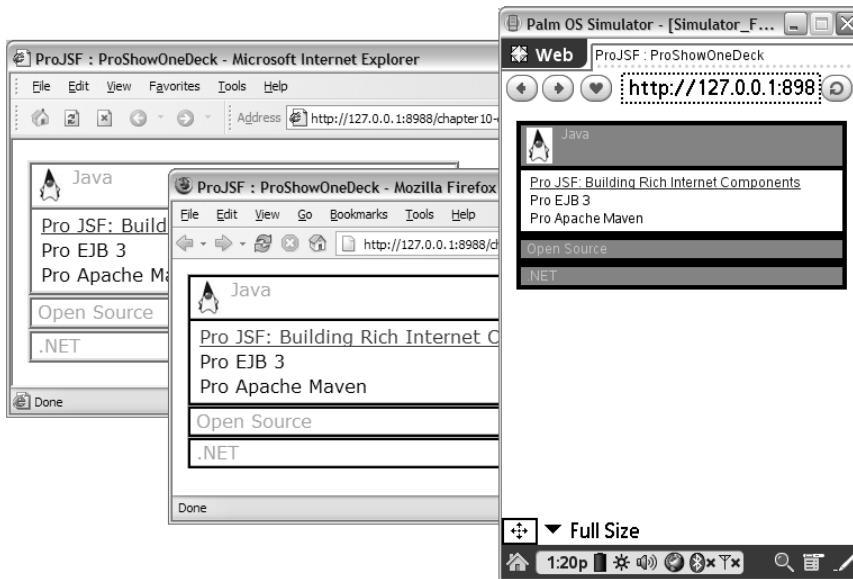 ProJSF : ProShowOneDeck - Microsoft Internet Explorer
File Edit View Favorites Tools Help
Address http://127.0.0.1:8988/chapter10-
Java
Pro JSF: Build
Pro EJB 3
Pro Apache Ma
Open Source
.NET
Done
ProJSF : ProShowOneDeck - Mozilla Firefox
File Edit View Go Bookmarks Tools Help
http://127.0.0.1:8988/ch
Java
Pro JSF: Building Rich Internet C
Pro EJB 3
Pro Apache Maven
Open Source
.NET
Done
Palm OS Simulator - [Simulator_F...
Web ProJSF : ProShowOneDeck
http://127.0.0.1:898
Java
Pro JSF: Building Rich Internet Components
Pro EJB 3
Pro Apache Maven
Open Source
.NET
Full Size
1:20p